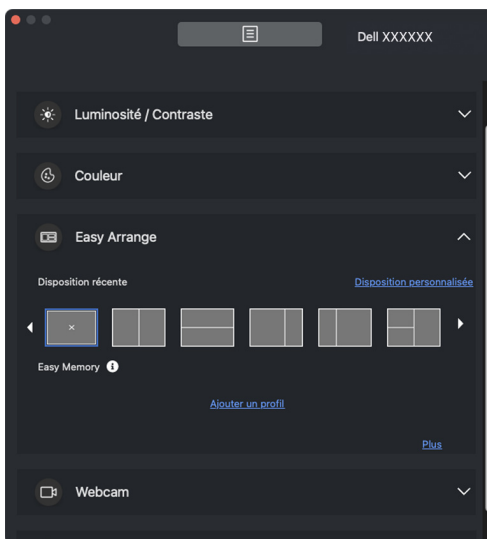 Dell XXXXXX
Luminosité / Contraste
Couleur
Easy Arrange
Disposition récente
Disposition personnalisée
Easy Memory
Ajouter un profil
Plus
Webcam